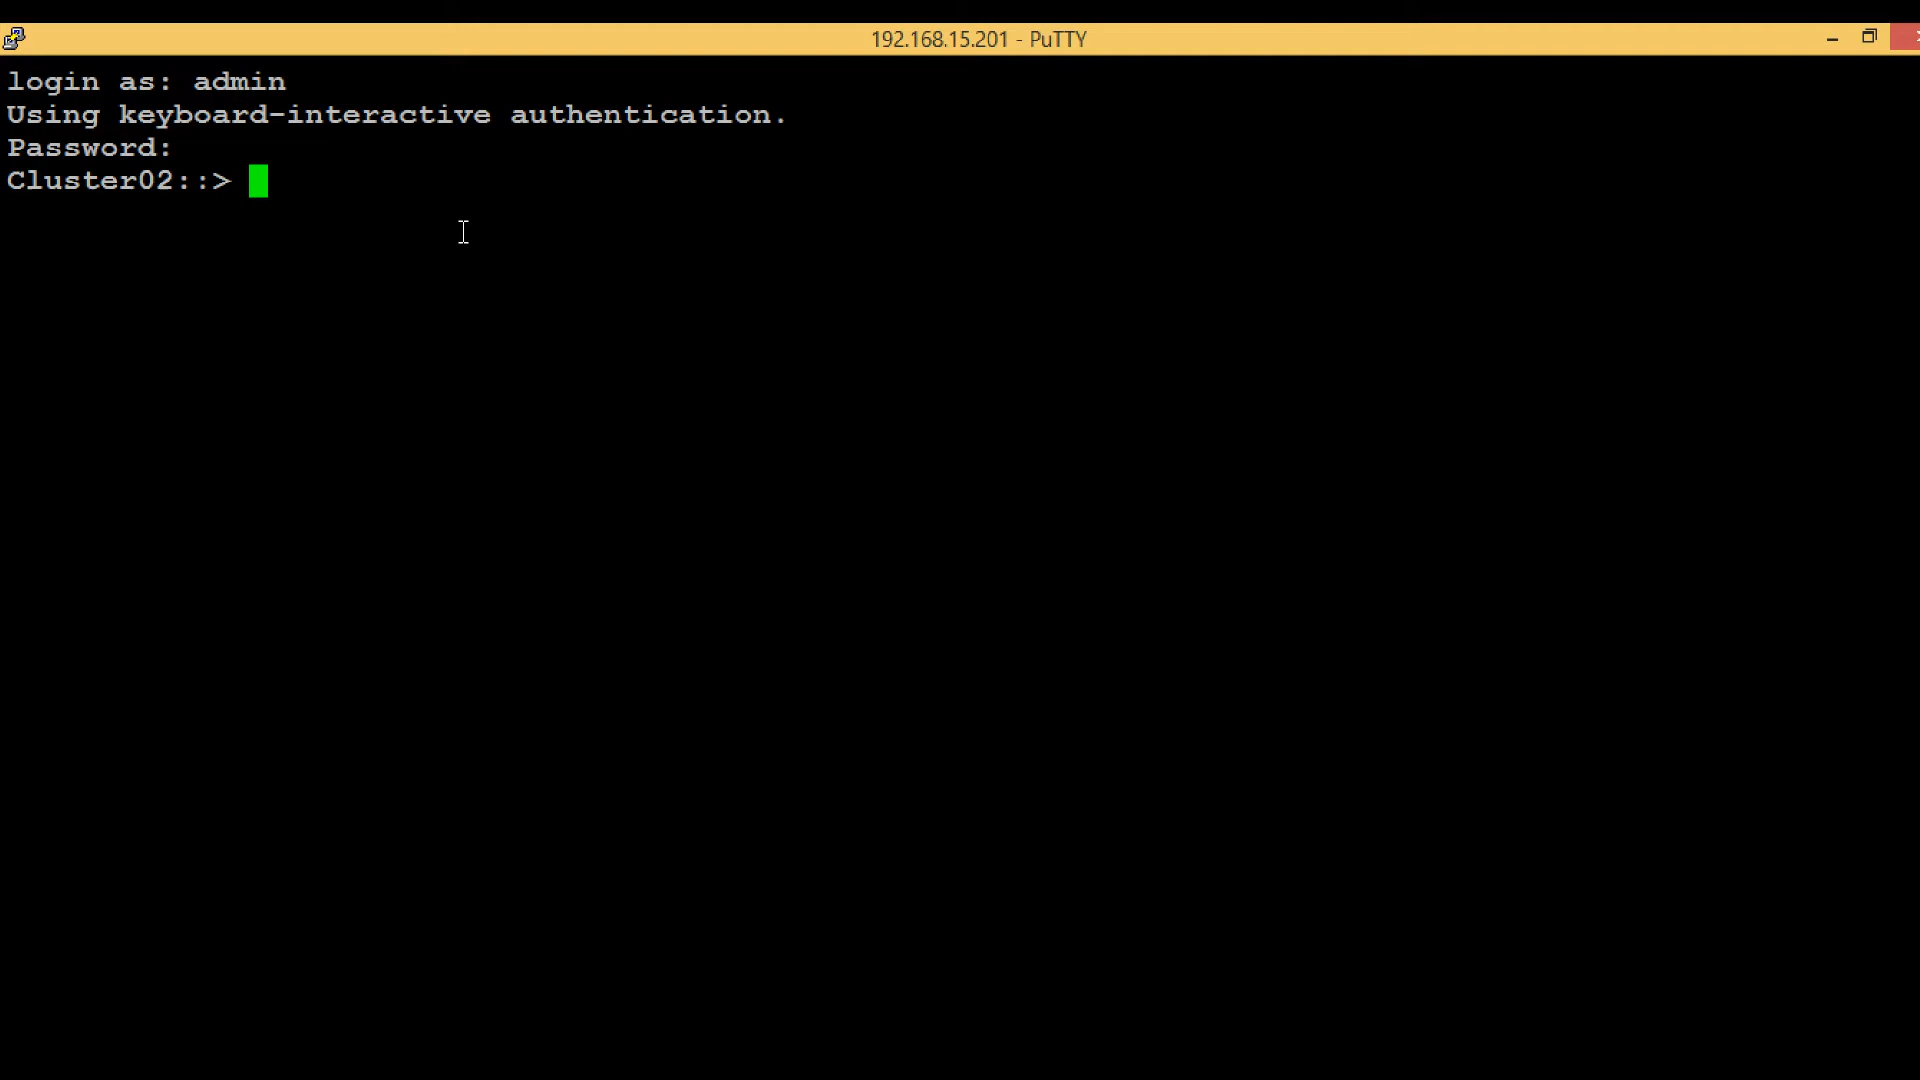 192.168.15.201 - PuTTY
login as: admin
Using keyboard-interactive authentication.
Password:
Cluster02::>